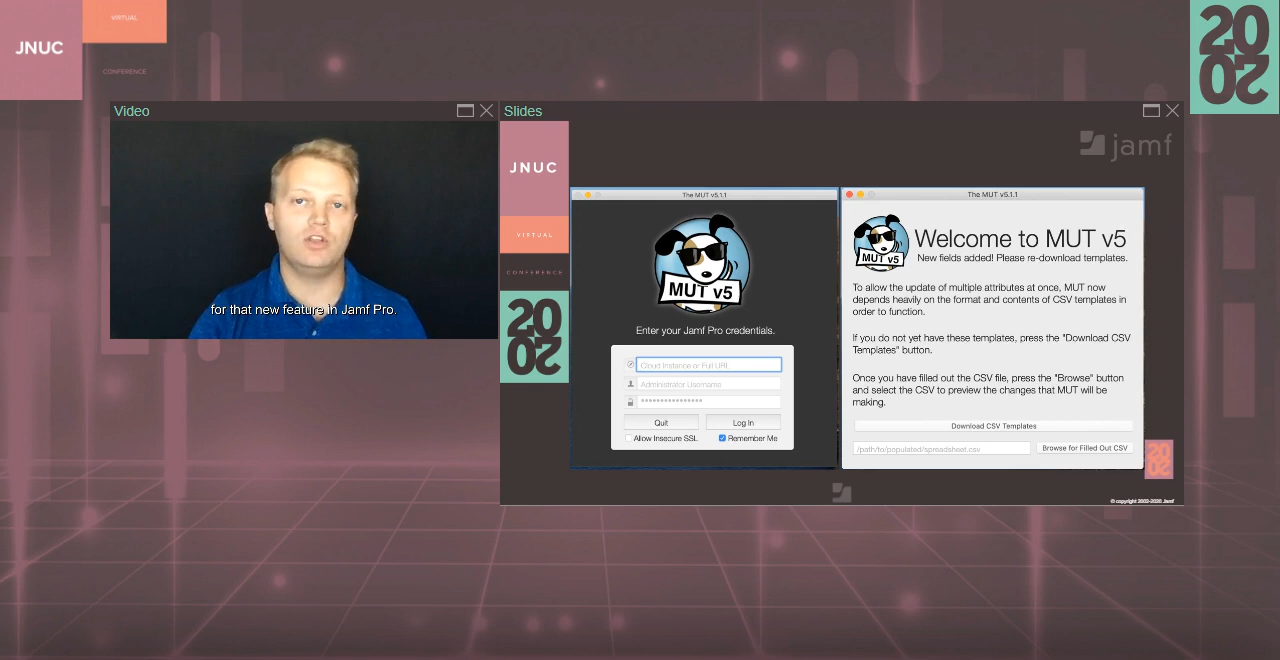 JNUC
VIRTUAL
CONFERENCE
2020
Video
for that new feature in Jamf Pro.
Slides
JNUC
VIRTUAL
CONFERENCE
2020
jamf
The MUT v5.1.1
MUT v5
Enter your Jamf Pro credentials.
Cloud Instance or Full URL
Administrator Username
****************
Quit
Log In
Allow Insecure SSL
Remember Me
The MUT v5.1.1
MUT v5
Welcome to MUT v5
New fields added! Please re-download templates.
To allow the update of multiple attributes at once, MUT now
depends heavily on the format and contents of CSV templates in
order to function.
If you do not yet have these templates, press the "Download CSV
Templates" button.
Once you have filled out the CSV file, press the "Browse" button
and select the CSV to preview the changes that MUT will be
making.
Download CSV Templates
/path/to/populated/spreadsheet.csv
Browse for Filled Out CSV
2020
© copyright 2002-2020 Jamf